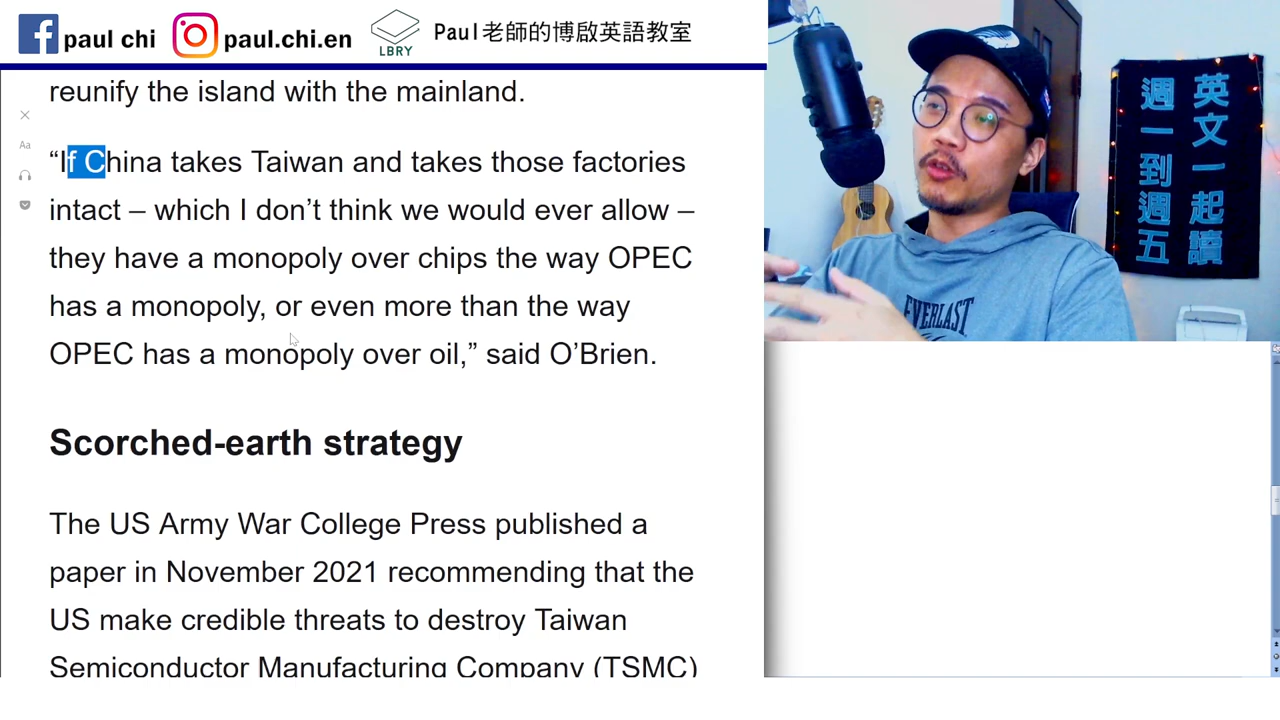 paul chi paul.chi.en LBRY Paul老師的博啟英語教室
reunify the island with the mainland.
Aa
“If China takes Taiwan and takes those factories
intact – which I don’t think we would ever allow –
they have a monopoly over chips the way OPEC
has a monopoly, or even more than the way
OPEC has a monopoly over oil,” said O’Brien.
Scorched-earth strategy
The US Army War College Press published a
paper in November 2021 recommending that the
US make credible threats to destroy Taiwan
Semiconductor Manufacturing Company (TSMC)
英文一起讀
週一到週五
EVERLAST